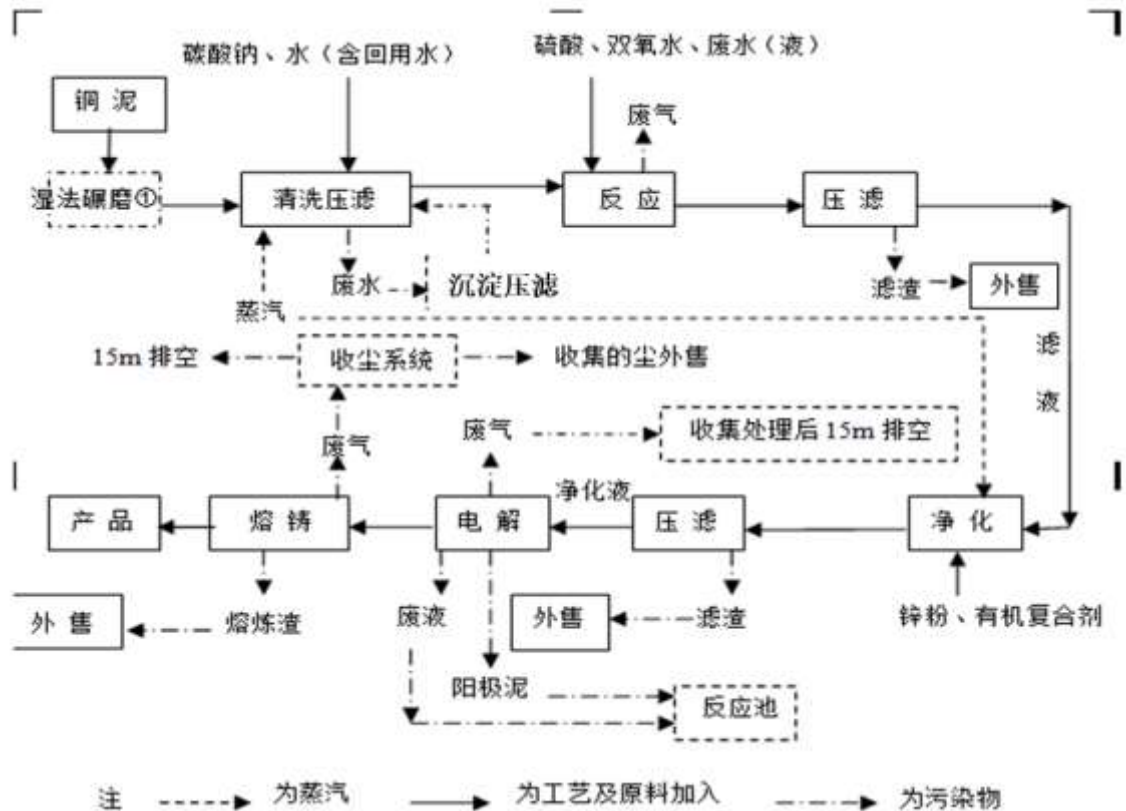 碳酸钠、水（含回用水）
硫酸、双氧水、废水（液）
铜 泥
废气
湿法碾磨①
清洗压滤
反 应
压 滤
废水
沉淀压滤
滤渣
外售
蒸汽
滤液
15m 排空
收尘系统
收集的尘外售
废气
废气
收集处理后 15m 排空
净化液
产 品
熔 铸
电 解
压 滤
净 化
外 售
熔炼渣
废液
外售
滤渣
锌粉、有机复合剂
阳极泥
反应池
注 为蒸汽 为工艺及原料加入 为污染物